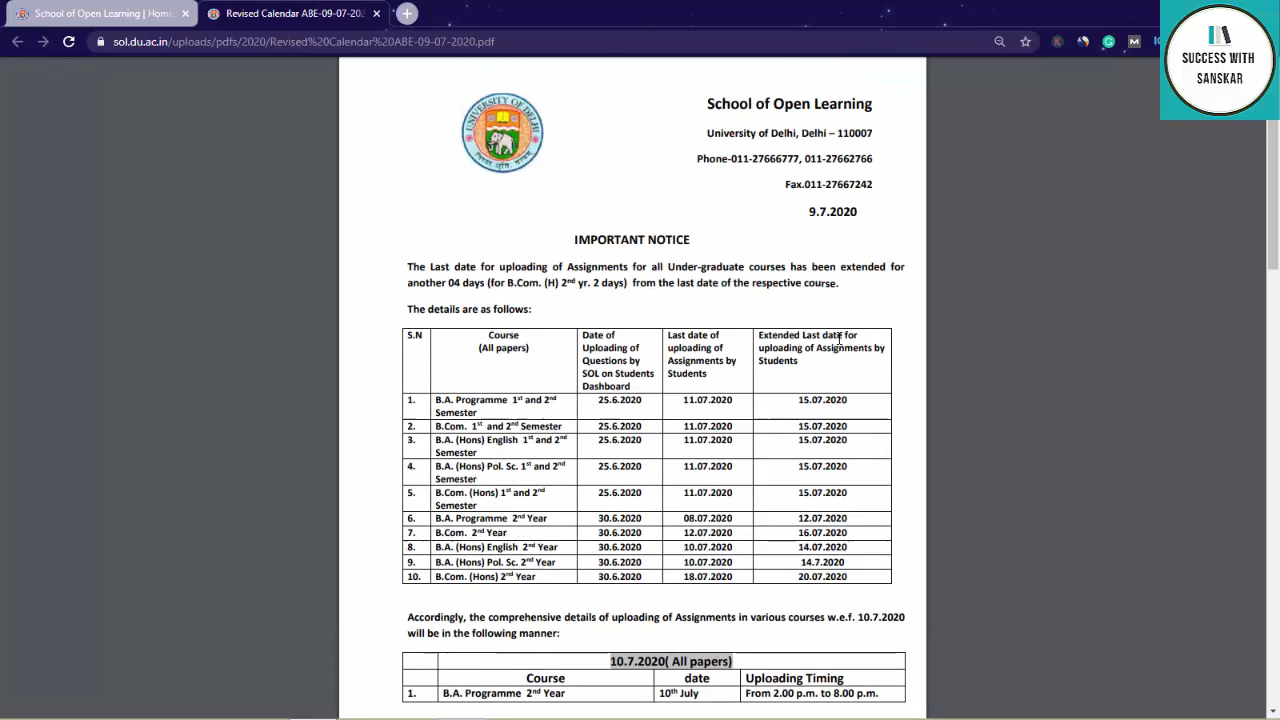 School of Open Learning | Home
Revised Calendar ABE-09-07-202
sol.du.ac.in/uploads/pdfs/2020/Revised%20Calendar%20ABE-09-07-2020.pdf
SUCCESS WITH
SANSKAR
UNIVERSITY OF DELHI
School of Open Learning
University of Delhi, Delhi – 110007
Phone-011-27666777, 011-27662766
Fax.011-27667242
9.7.2020
IMPORTANT NOTICE
The Last date for uploading of Assignments for all Under-graduate courses has been extended for
another 04 days (for B.Com. (H) 2nd yr. 2 days) from the last date of the respective course.
The details are as follows:
S.N Course (All papers) Date of Uploading of Questions by SOL on Students Dashboard Last date of uploading of Assignments by Students Extended Last date for uploading of Assignments by Students
1. B.A. Programme 1st and 2nd Semester 25.6.2020 11.07.2020 15.07.2020
2. B.Com. 1st and 2nd Semester 25.6.2020 11.07.2020 15.07.2020
3. B.A. (Hons) English 1st and 2nd Semester 25.6.2020 11.07.2020 15.07.2020
4. B.A. (Hons) Pol. Sc. 1st and 2nd Semester 25.6.2020 11.07.2020 15.07.2020
5. B.Com. (Hons) 1st and 2nd Semester 25.6.2020 11.07.2020 15.07.2020
6. B.A. Programme 2nd Year 30.6.2020 08.07.2020 12.07.2020
7. B.Com. 2nd Year 30.6.2020 12.07.2020 16.07.2020
8. B.A. (Hons) English 2nd Year 30.6.2020 10.07.2020 14.07.2020
9. B.A. (Hons) Pol. Sc. 2nd Year 30.6.2020 10.07.2020 14.7.2020
10. B.Com. (Hons) 2nd Year 30.6.2020 18.07.2020 20.07.2020
Accordingly, the comprehensive details of uploading of Assignments in various courses w.e.f. 10.7.2020
will be in the following manner:
10.7.2020( All papers)
Course date Uploading Timing
1. B.A. Programme 2nd Year 10th July From 2.00 p.m. to 8.00 p.m.